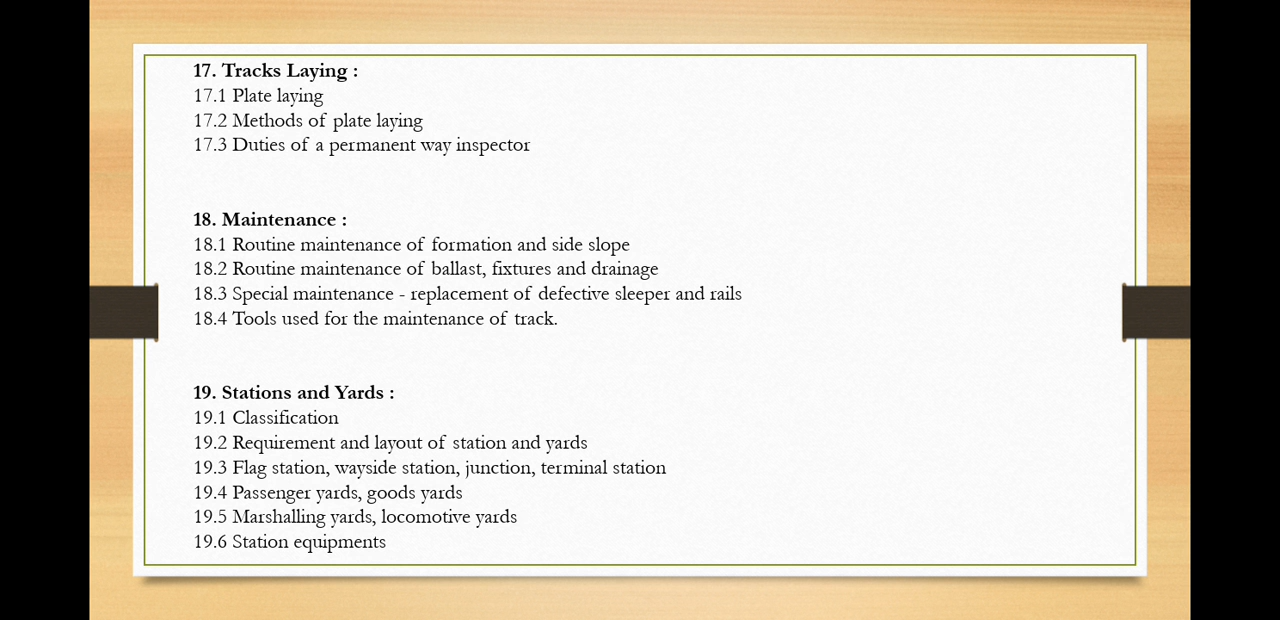 17. Tracks Laying :
17.1 Plate laying
17.2 Methods of plate laying
17.3 Duties of a permanent way inspector
18. Maintenance :
18.1 Routine maintenance of formation and side slope
18.2 Routine maintenance of ballast, fixtures and drainage
18.3 Special maintenance - replacement of defective sleeper and rails
18.4 Tools used for the maintenance of track.
19. Stations and Yards :
19.1 Classification
19.2 Requirement and layout of station and yards
19.3 Flag station, wayside station, junction, terminal station
19.4 Passenger yards, goods yards
19.5 Marshalling yards, locomotive yards
19.6 Station equipments